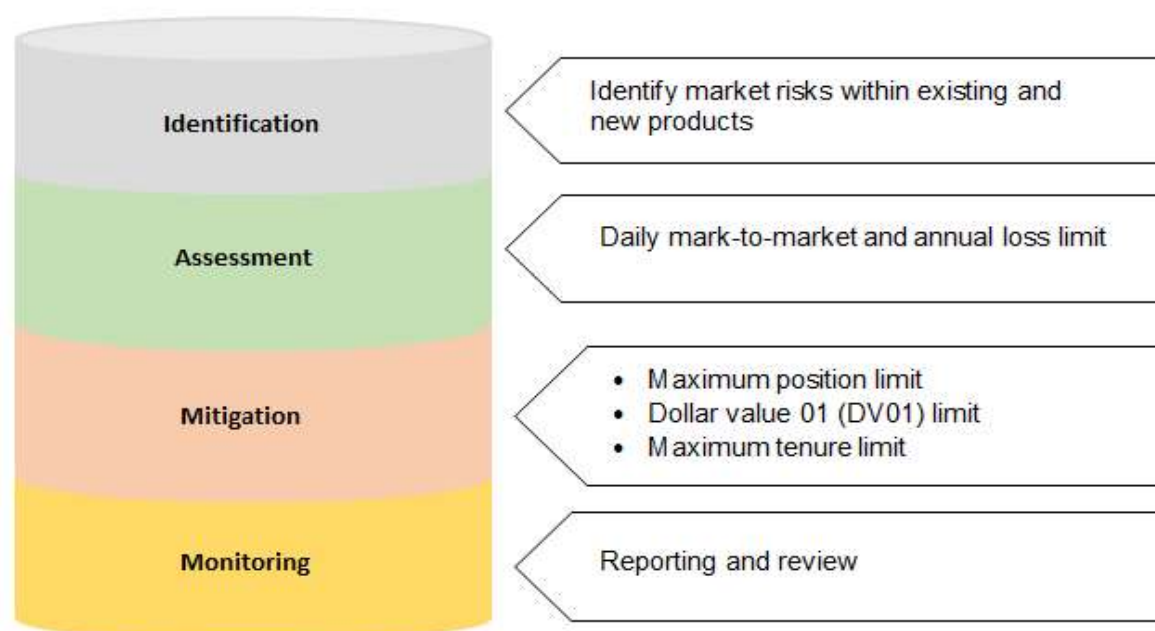 Identification
Identify market risks within existing and
new products
Assessment
Daily mark-to-market and annual loss limit
Mitigation
• Maximum position limit
• Dollar value 01 (DV01) limit
• Maximum tenure limit
Monitoring
Reporting and review